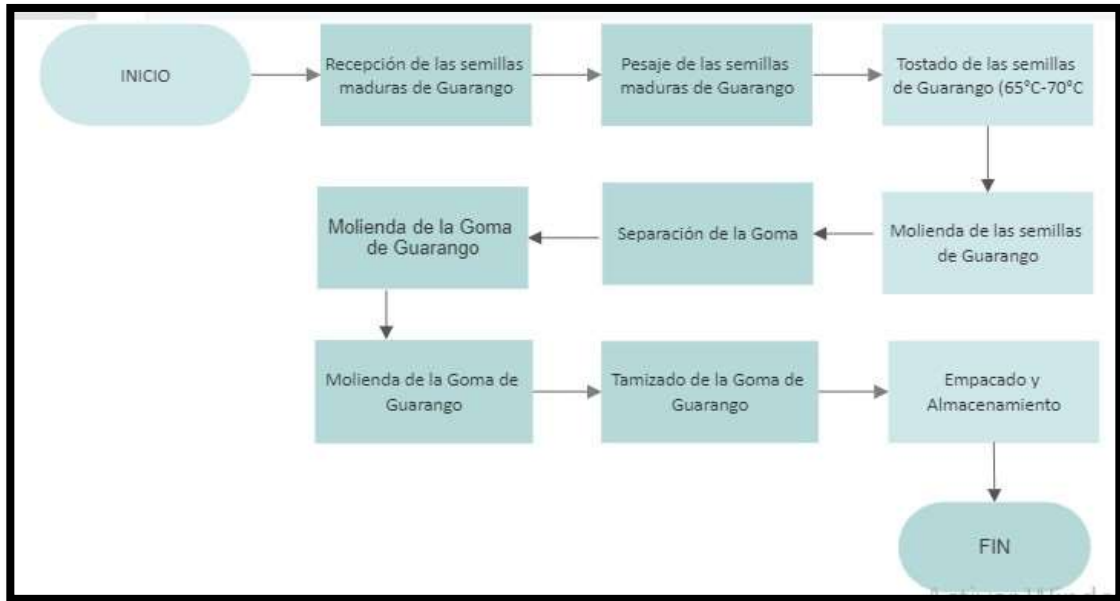 INICIO
Recepción de las semillas
maduras de Guarango
Pesaje de las semillas
maduras de Guarango
Tostado de las semillas
de Guarango (65°C-70°C
Molienda de las semillas
de Guarango
Separación de la Goma
Molienda de la Goma
de Guarango
Molienda de la Goma de
Guarango
Tamizado de la Goma de
Guarango
Empacado y
Almacenamiento
FIN